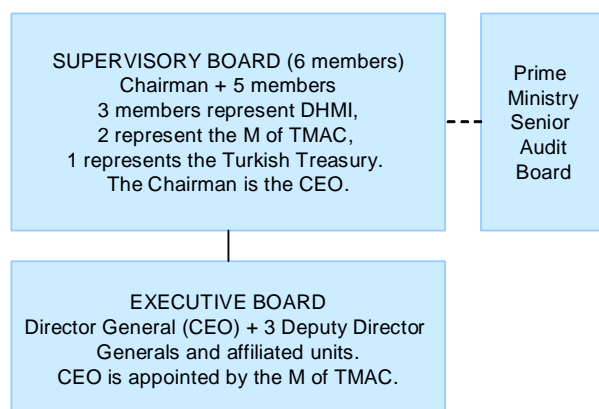 SUPERVISORY BOARD (6 members)
Chairman + 5 members
3 members represent DHMI,
2 represent the M of TMAC,
1 represents the Turkish Treasury.
The Chairman is the CEO.
Prime
Ministry
Senior
Audit
Board
EXECUTIVE BOARD
Director General (CEO) + 3 Deputy Director
Generals and affiliated units.
CEO is appointed by the M of TMAC.